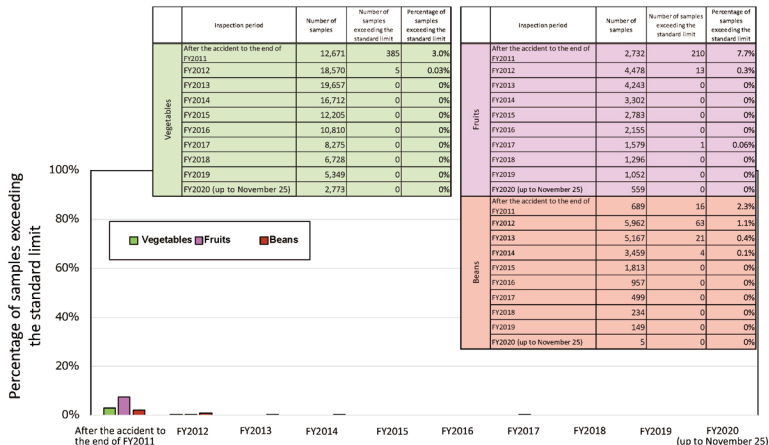 Inspection period	Number of samples	Number of samples exceeding the standard limit	Percentage of samples exceeding the standard limit
Vegetables
After the accident to the end of FY2011	12,671	385	3.0%
FY2012	18,570	5	0.03%
FY2013	19,657	0	0%
FY2014	16,712	0	0%
FY2015	12,205	0	0%
FY2016	10,810	0	0%
FY2017	8,275	0	0%
FY2018	6,728	0	0%
FY2019	5,349	0	0%
FY2020 (up to November 25)	2,773	0	0%
Inspection period	Number of samples	Number of samples exceeding the standard limit	Percentage of samples exceeding the standard limit
Fruits
After the accident to the end of FY2011	2,732	210	7.7%
FY2012	4,478	13	0.3%
FY2013	4,243	0	0%
FY2014	3,302	0	0%
FY2015	2,783	0	0%
FY2016	2,155	0	0%
FY2017	1,579	1	0.06%
FY2018	1,296	0	0%
FY2019	1,052	0	0%
FY2020 (up to November 25)	559	0	0%
Beans
After the accident to the end of FY2011	689	16	2.3%
FY2012	5,962	63	1.1%
FY2013	5,167	21	0.4%
FY2014	3,459	4	0.1%
FY2015	1,813	0	0%
FY2016	957	0	0%
FY2017	499	0	0%
FY2018	234	0	0%
FY2019	149	0	0%
FY2020 (up to November 25)	5	0	0%
Percentage of samples exceeding
the standard limit
100%
80%
60%
40%
20%
0%
Vegetables	Fruits	Beans
After the accident to the end of FY2011	FY2012	FY2013	FY2014	FY2015	FY2016	FY2017	FY2018	FY2019	FY2020 (up to November 25)